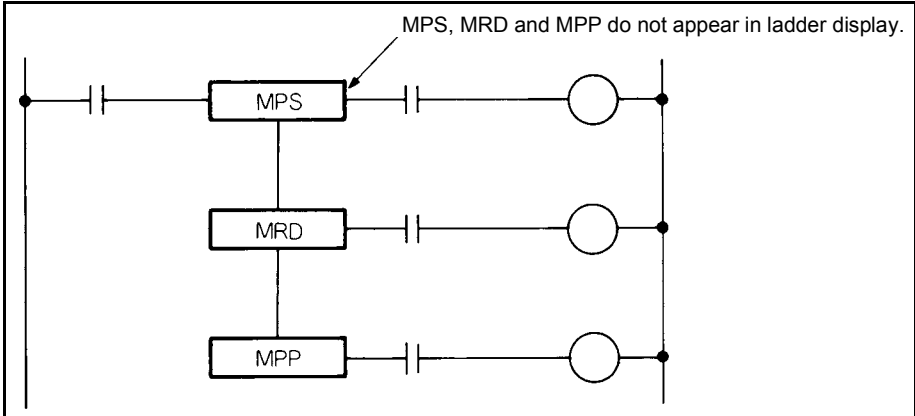 MPS, MRD and MPP do not appear in ladder display.
MPS
MRD
MPP